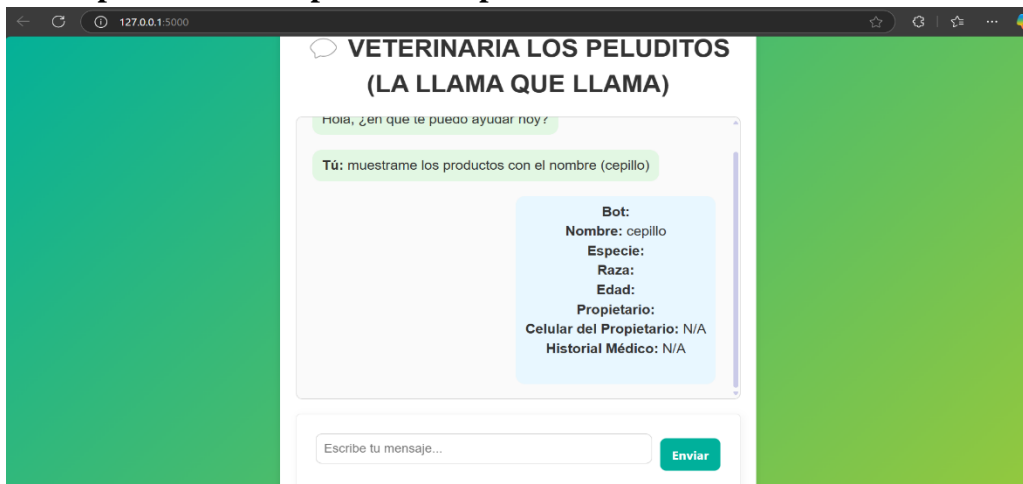 127.0.0.1:5000
VETERINARIA LOS PELUDITOS
(LA LLAMA QUE LLAMA)
Hola, ¿en que te puedo ayudar hoy?
Tú: muestrame los productos con el nombre (cepillo)
Bot:
Nombre: cepillo
Especie:
Raza:
Edad:
Propietario:
Celular del Propietario: N/A
Historial Médico: N/A
Escribe tu mensaje...
Enviar